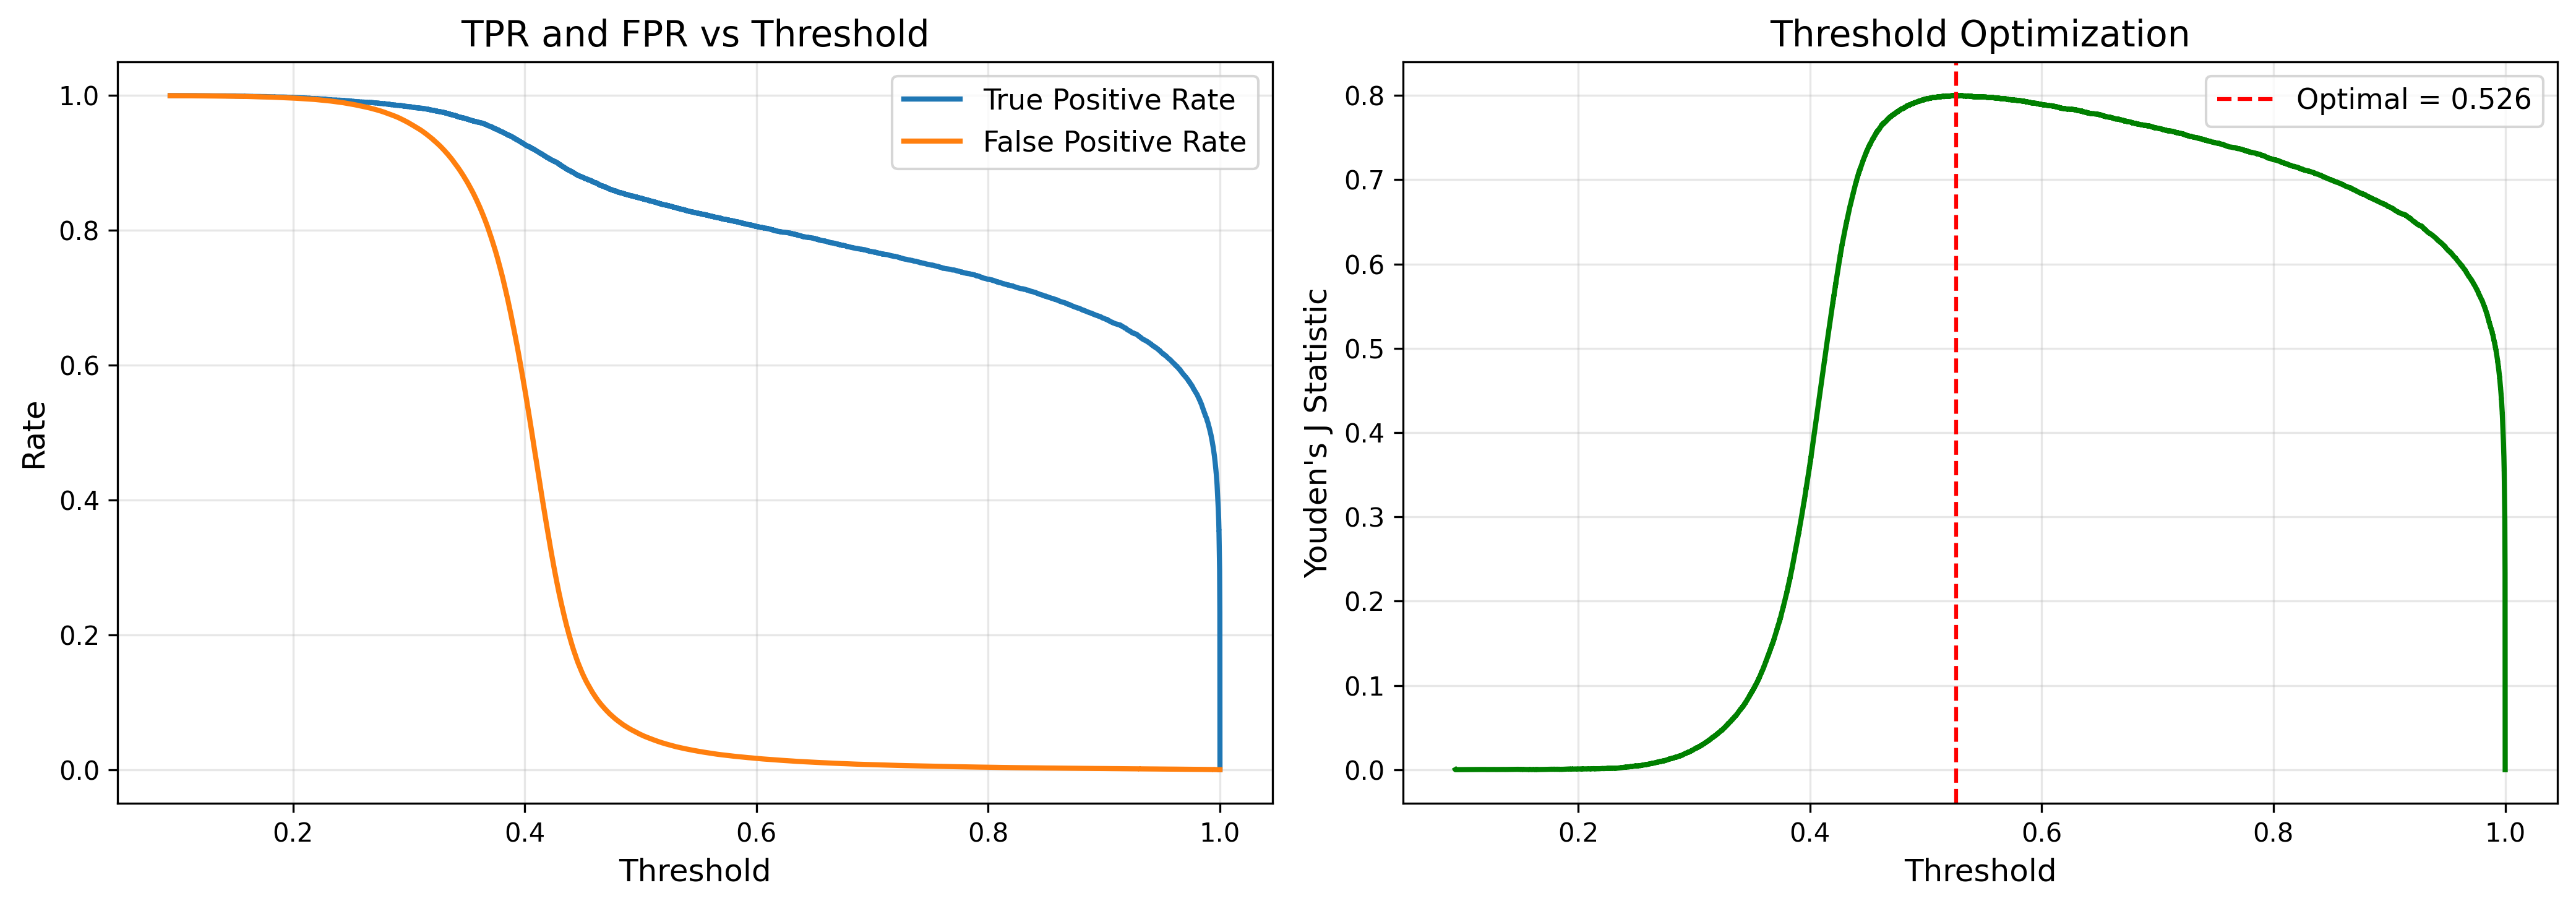 TPR and FPR vs Threshold
True Positive Rate
False Positive Rate
Rate
1.0
0.8
0.6
0.4
0.2
0.0
0.2 0.4 0.6 0.8 1.0
Threshold
Threshold Optimization
Optimal = 0.526
Youden's J Statistic
0.8
0.7
0.6
0.5
0.4
0.3
0.2
0.1
0.0
0.2 0.4 0.6 0.8 1.0
Threshold